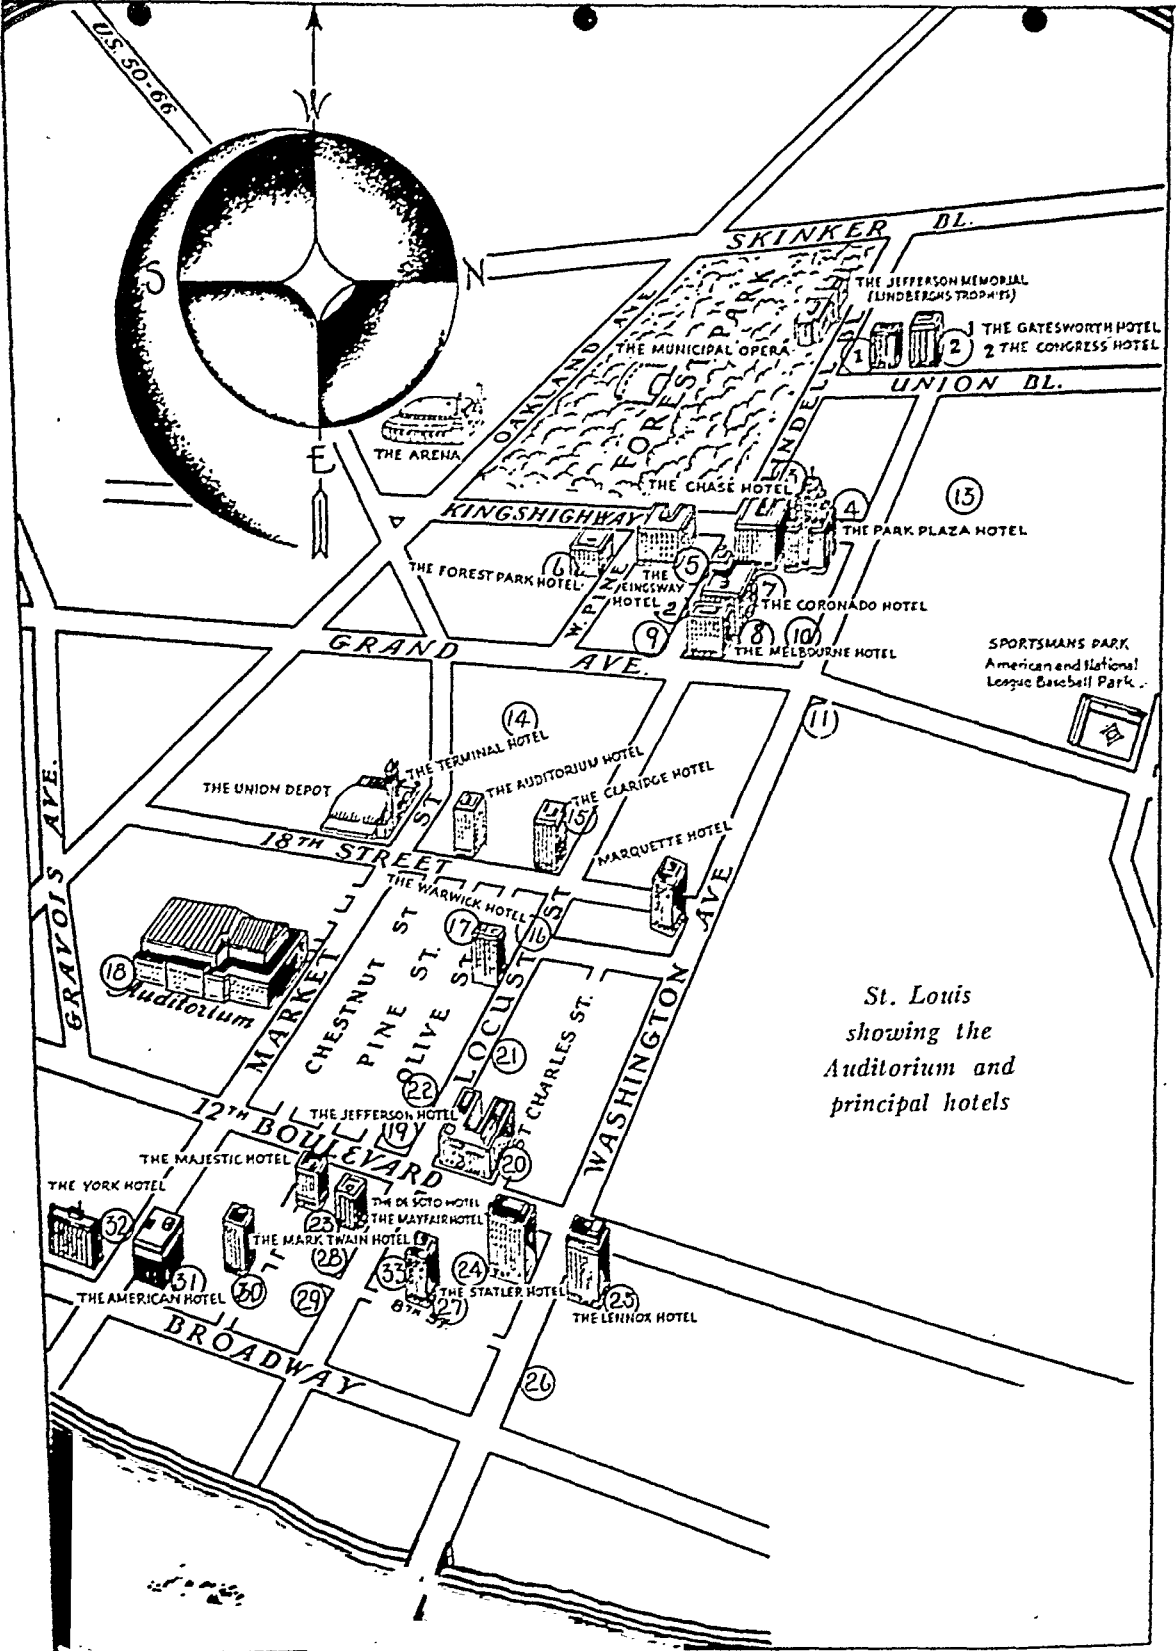 U.S. 50-66
W
S
N
E
SKINKER BL.
THE JEFFERSON MEMORIAL
(LINDBERGHS TROPHIES)
1 THE GATESWORTH HOTEL
2 THE CONGRESS HOTEL
1
2
UNION BL.
OAKLAND AVE
THE MUNICIPAL OPERA
FOREST PARK
LINDELL BL
THE ARENA
THE CHASE HOTEL
3
KINGSHIGHWAY
4
13
THE PARK PLAZA HOTEL
6
THE FOREST PARK HOTEL
W. PINE
THE
KINGSWAY
HOTEL
5
2
7
THE CORONADO HOTEL
9
8
10
THE MELBOURNE HOTEL
GRAND AVE.
SPORTSMANS PARK
American and National
League Baseball Park
11
14
THE TERMINAL HOTEL
THE UNION DEPOT
THE AUDITORIUM HOTEL
THE CLARIDGE HOTEL
15
MARQUETTE HOTEL
GRAVOIS AVE.
18TH STREET
ST
THE WARWICK HOTEL
17
16
18
Auditorium
MARKET
CHESTNUT ST
PINE ST.
OLIVE ST
LOCUST ST
ST CHARLES ST.
WASHINGTON AVE
St. Louis
showing the
Auditorium and
principal hotels
21
22
THE JEFFERSON HOTEL
19
20
12TH BOULEVARD
THE MAJESTIC HOTEL
THE YORK HOTEL
32
THE DE SOTO HOTEL
THE MAYFAIR HOTEL
23
THE MARK TWAIN HOTEL
28
33
24
THE STATLER HOTEL
31
30
29
THE AMERICAN HOTEL
8TH ST.
27
25
THE LENNOX HOTEL
BROADWAY
26